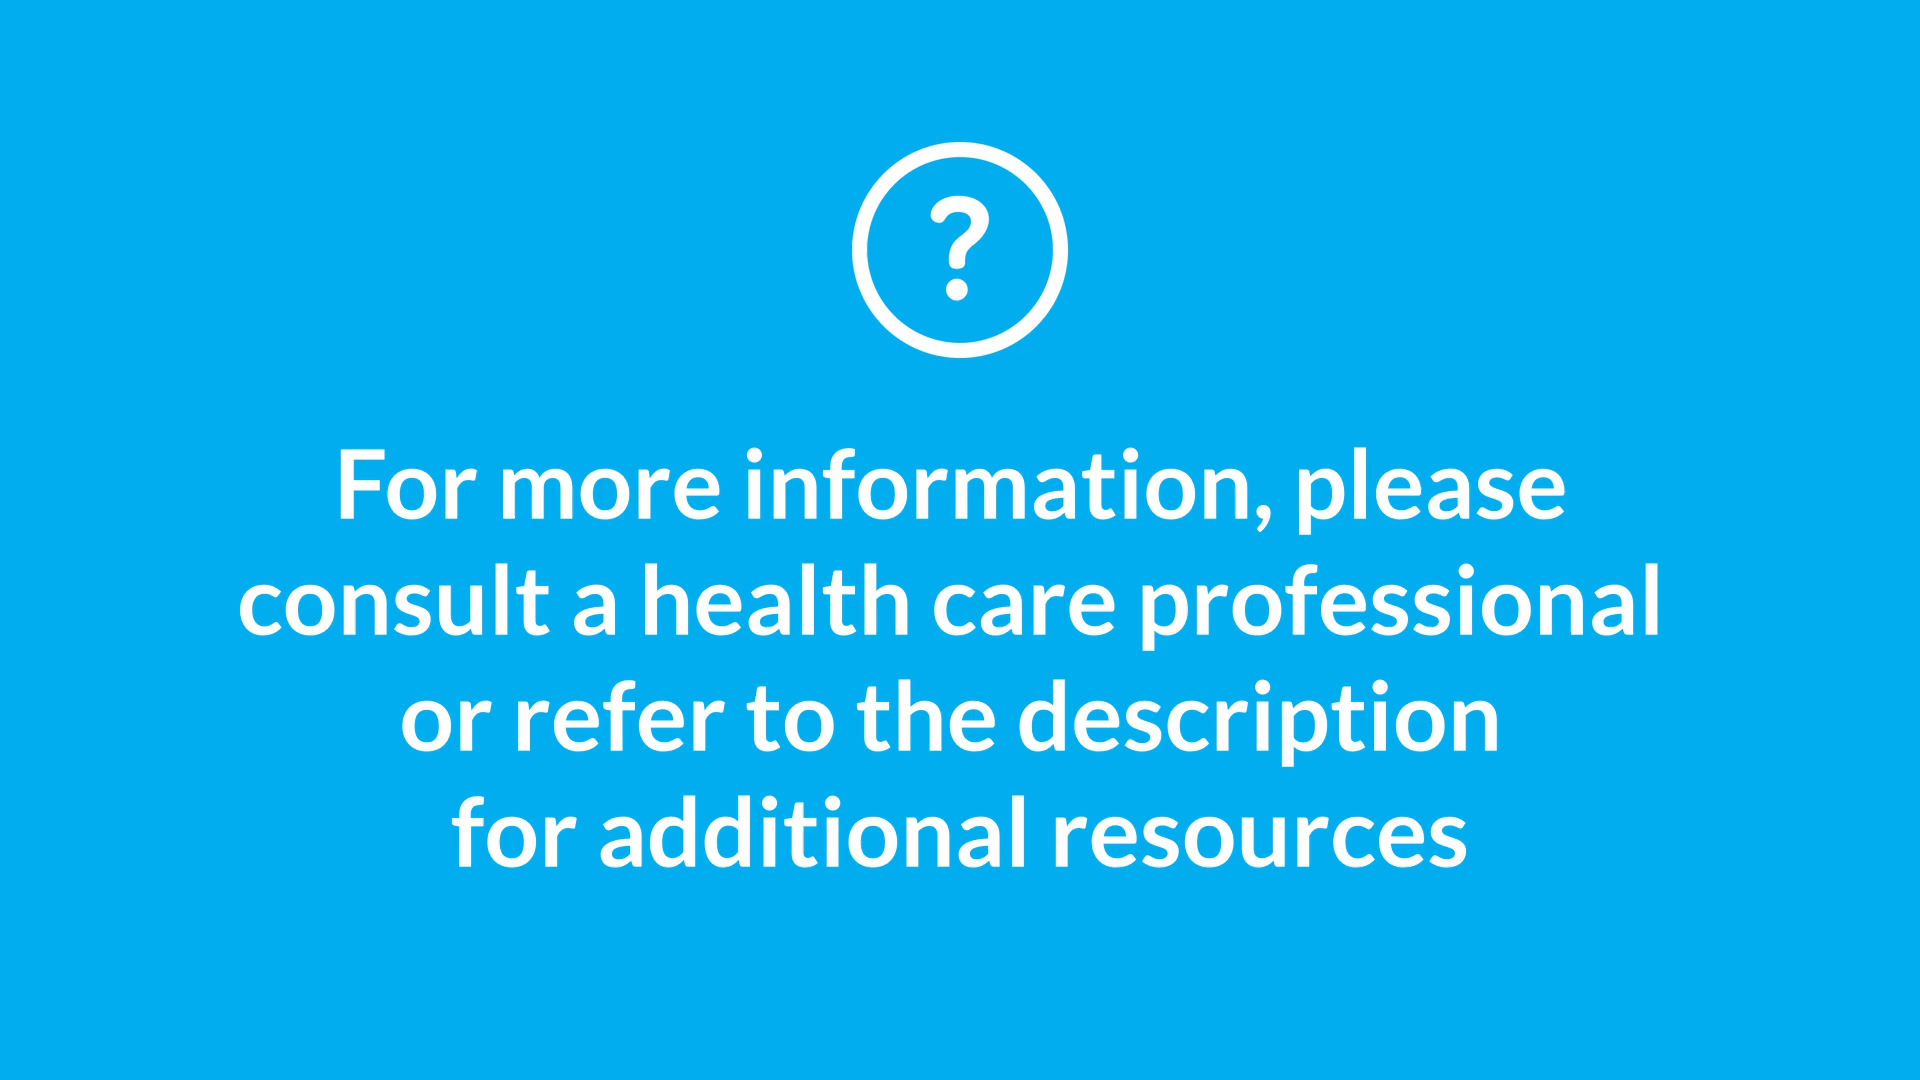 ?
For more information, please
consult a health care professional
or refer to the description
for additional resources